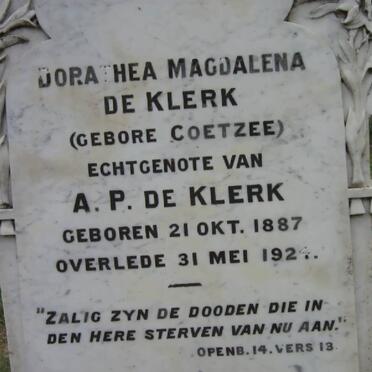 DORATHEA MAGDALENA
DE KLERK
(GEBORE COETZEE)
ECHTGENOTE VAN
A. P. DE KLERK
GEBOREN 21 OKT. 1887
OVERLEDE 31 MEI
"ZALIG ZYN DE DOODEN DIE IN
DEN HERE STERVEN VAN NU AAN."
OPENB. 14. VERS 13